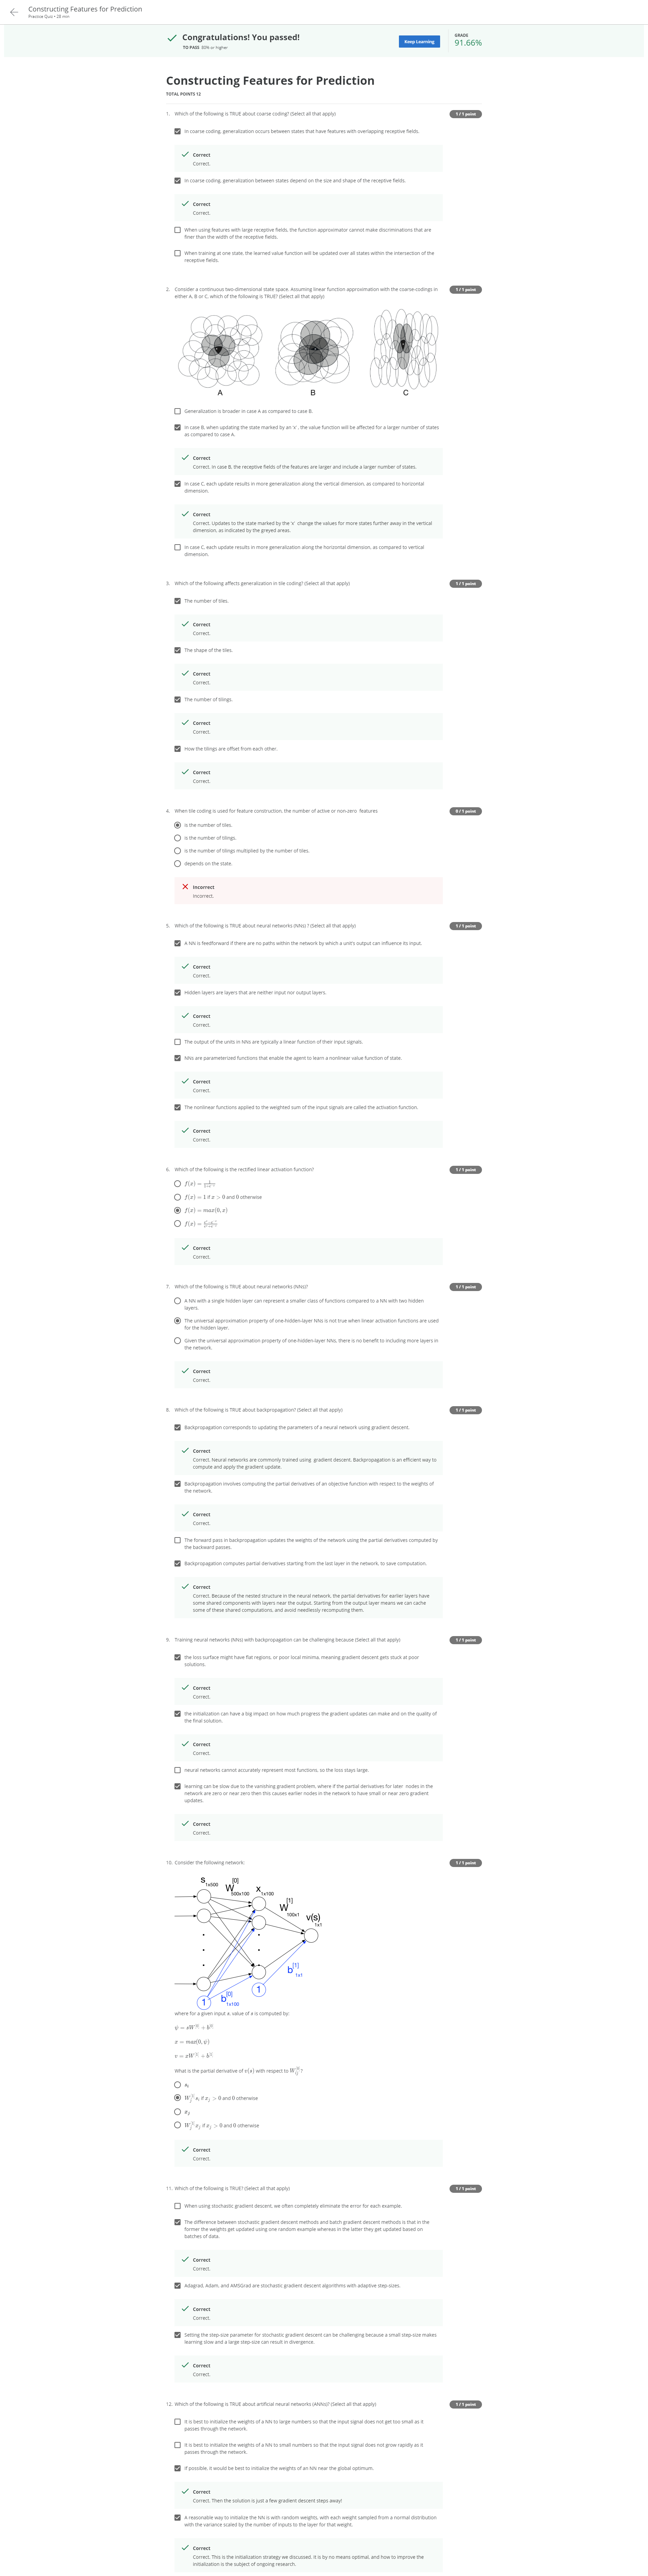 Constructing Features for Prediction
Practice Quiz • 28 min
Congratulations! You passed!
TO PASS 80% or higher
Keep Learning
GRADE
91.66%
Constructing Features for Prediction
TOTAL POINTS 12
1. Which of the following is TRUE about coarse coding? (Select all that apply)
1 / 1 point
In coarse coding, generalization occurs between states that have features with overlapping receptive fields.
Correct
Correct.
In coarse coding, generalization between states depend on the size and shape of the receptive fields.
Correct
Correct.
When using features with large receptive fields, the function approximator cannot make discriminations that are
finer than the width of the receptive fields.
When training at one state, the learned value function will be updated over all states within the intersection of the
receptive fields.
2. Consider a continuous two-dimensional state space. Assuming linear function approximation with the coarse-codings in
either A, B or C, which of the following is TRUE? (Select all that apply)
1 / 1 point
A
B
C
Generalization is broader in case A as compared to case B.
In case B, when updating the state marked by an 's', the value function will be affected for a larger number of states
as compared to case A.
Correct
Correct. In case B, the receptive fields of the features are larger and include a larger number of states.
In case C, each update results in more generalization along the vertical dimension, as compared to horizontal
dimension.
Correct
Correct. Updates to the state marked by the 's' change the values for more states further away in the vertical
dimension, as indicated by the greyed areas.
In case C, each update results in more generalization along the horizontal dimension, as compared to vertical
dimension.
3. Which of the following affects generalization in tile coding? (Select all that apply)
1 / 1 point
The number of tiles.
Correct
Correct.
The shape of the tiles.
Correct
Correct.
The number of tilings.
Correct
Correct.
How the tilings are offset from each other.
Correct
Correct.
4. When tile coding is used for feature construction, the number of active or non-zero features
0 / 1 point
is the number of tiles.
is the number of tilings.
is the number of tilings multiplied by the number of tiles.
depends on the state.
Incorrect
Incorrect.
5. Which of the following is TRUE about neural networks (NNs) ? (Select all that apply)
1 / 1 point
A NN is feedforward if there are no paths within the network by which a unit's output can influence its input.
Correct
Correct.
Hidden layers are layers that are neither input nor output layers.
Correct
Correct.
The output of the units in NNs are typically a linear function of their input signals.
NNs are parameterized functions that enable the agent to learn a nonlinear value function of state.
Correct
Correct.
The nonlinear functions applied to the weighted sum of the input signals are called the activation function.
Correct
Correct.
6. Which of the following is the rectified linear activation function?
1 / 1 point
f(x) =
f(x) = 1 if x > 0 and 0 otherwise
f(x) = max(0, x)
f(x) =
Correct
Correct.
7. Which of the following is TRUE about neural networks (NNs)?
1 / 1 point
A NN with a single hidden layer can represent a smaller class of functions compared to a NN with two hidden
layers.
The universal approximation property of one-hidden-layer NNs is not true when linear activation functions are used
for the hidden layer.
Given the universal approximation property of one-hidden-layer NNs, there is no benefit to including more layers in
the network.
Correct
Correct.
8. Which of the following is TRUE about backpropagation? (Select all that apply)
1 / 1 point
Backpropagation corresponds to updating the parameters of a neural network using gradient descent.
Correct
Correct. Neural networks are commonly trained using gradient descent. Backpropagation is an efficient way to
compute and apply the gradient update.
Backpropagation involves computing the partial derivatives of an objective function with respect to the weights of
the network.
Correct
Correct.
The forward pass in backpropagation updates the weights of the network using the partial derivatives computed by
the backward passes.
Backpropagation computes partial derivatives starting from the last layer in the network, to save computation.
Correct
Correct. Because of the nested structure in the neural network, the partial derivatives for earlier layers have
some shared components with layers near the output. Starting from the output layer means we can cache
some of these shared computations, and avoid needlessly recomputing them.
9. Training neural networks (NNs) with backpropagation can be challenging because (Select all that apply)
1 / 1 point
the loss surface might have flat regions, or poor local minima, meaning gradient descent gets stuck at poor
solutions.
Correct
Correct.
the initialization can have a big impact on how much progress the gradient updates can make and on the quality of
the final solution.
Correct
Correct.
neural networks cannot accurately represent most functions, so the loss stays large.
learning can be slow due to the vanishing gradient problem, where if the partial derivatives for later nodes in the
network are zero or near zero then this causes earlier nodes in the network to have small or near zero gradient
updates.
Correct
Correct.
10. Consider the following network:
1 / 1 point
s 1x500
W [0] 500x100
x 1x100
W [1] 100x1
v(s) 1x1
b [1] 1x1
1
1
b [0] 1x100
where for a given input s, value of s is computed by:
ψ = sW[0] + b[0]
x = max(0, ψ)
v = xW[1] + b[1]
What is the partial derivative of v(s) with respect to W[0]ij ?
si
W[1]j si if xj > 0 and 0 otherwise
W[1]j xj if xj > 0 and 0 otherwise
Correct
Correct.
11. Which of the following is TRUE? (Select all that apply)
1 / 1 point
When using stochastic gradient descent, we often completely eliminate the error for each example.
The difference between stochastic gradient descent methods and batch gradient descent methods is that in the
former the weights get updated using one random example whereas in the latter they get updated based on
batches of data.
Correct
Correct.
Adagrad, Adam, and AMSGrad are stochastic gradient descent algorithms with adaptive step-sizes.
Correct
Correct.
Setting the step-size parameter for stochastic gradient descent can be challenging because a small step-size makes
learning slow and a large step-size can result in divergence.
Correct
Correct.
12. Which of the following is TRUE about artificial neural networks (ANNs)? (Select all that apply)
1 / 1 point
It is best to initialize the weights of a NN to large numbers so that the input signal does not get too small as it
passes through the network.
It is best to initialize the weights of a NN to small numbers so that the input signal does not grow rapidly as it
passes through the network.
If possible, it would be best to initialize the weights of an NN near the global optimum.
Correct
Correct. Then the solution is just a few gradient descent steps away!
A reasonable way to initialize the NN is with random weights, with each weight sampled from a normal distribution
with the variance scaled by the number of inputs to the layer for that weight.
Correct
Correct. This is the initialization strategy we discussed. It is by no means optimal, and how to improve the
initialization is the subject of ongoing research.